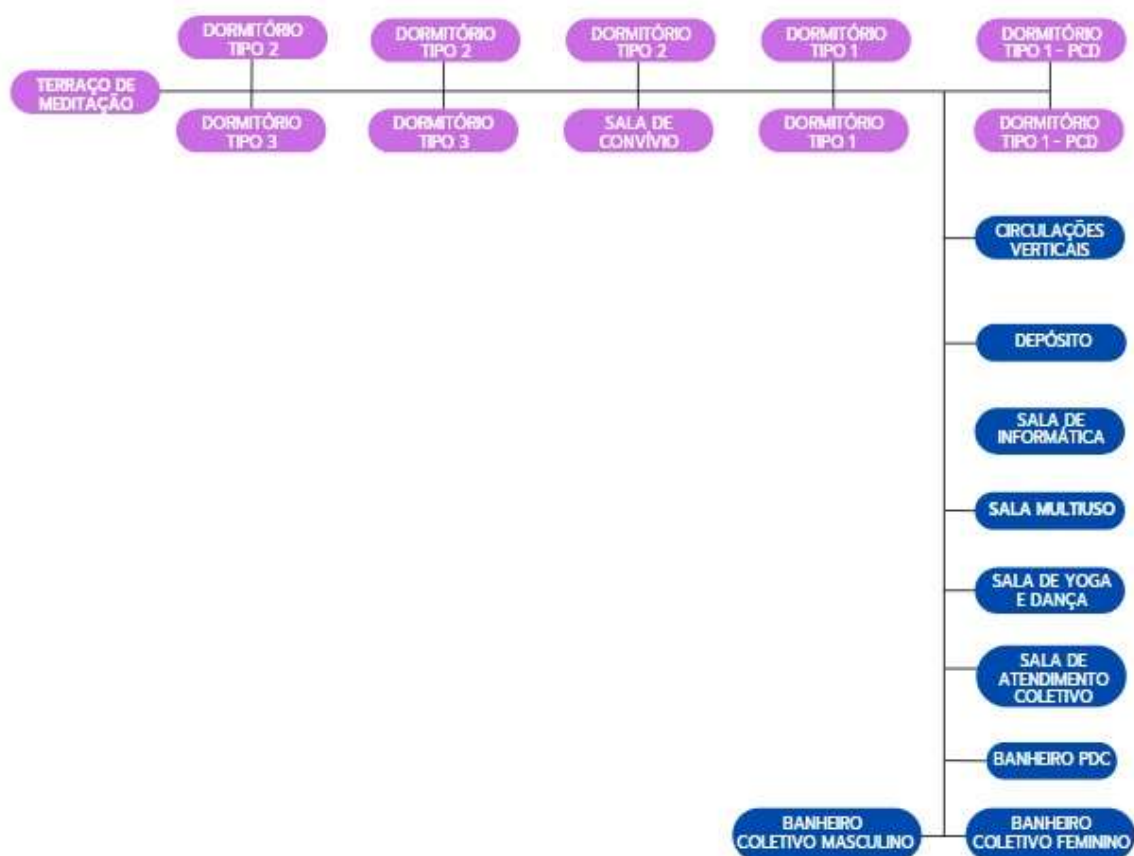 DORMITÓRIO
TIPO 2
DORMITÓRIO
TIPO 2
DORMITÓRIO
TIPO 2
DORMITÓRIO
TIPO 1
DORMITÓRIO
TIPO 1 - PCD
TERRAÇO DE
MEDITAÇÃO
DORMITÓRIO
TIPO 3
DORMITÓRIO
TIPO 3
SALA DE
CONVÍVIO
DORMITÓRIO
TIPO 1
DORMITÓRIO
TIPO 1 - PCD
CIRCULAÇÕES
VERTICAIS
DEPÓSITO
SALA DE
INFORMÁTICA
SALA MULTIUSO
SALA DE YOGA
E DANÇA
SALA DE
ATENDIMENTO
COLETIVO
BANHEIRO PDC
BANHEIRO
COLETIVO MASCULINO
BANHEIRO
COLETIVO FEMININO